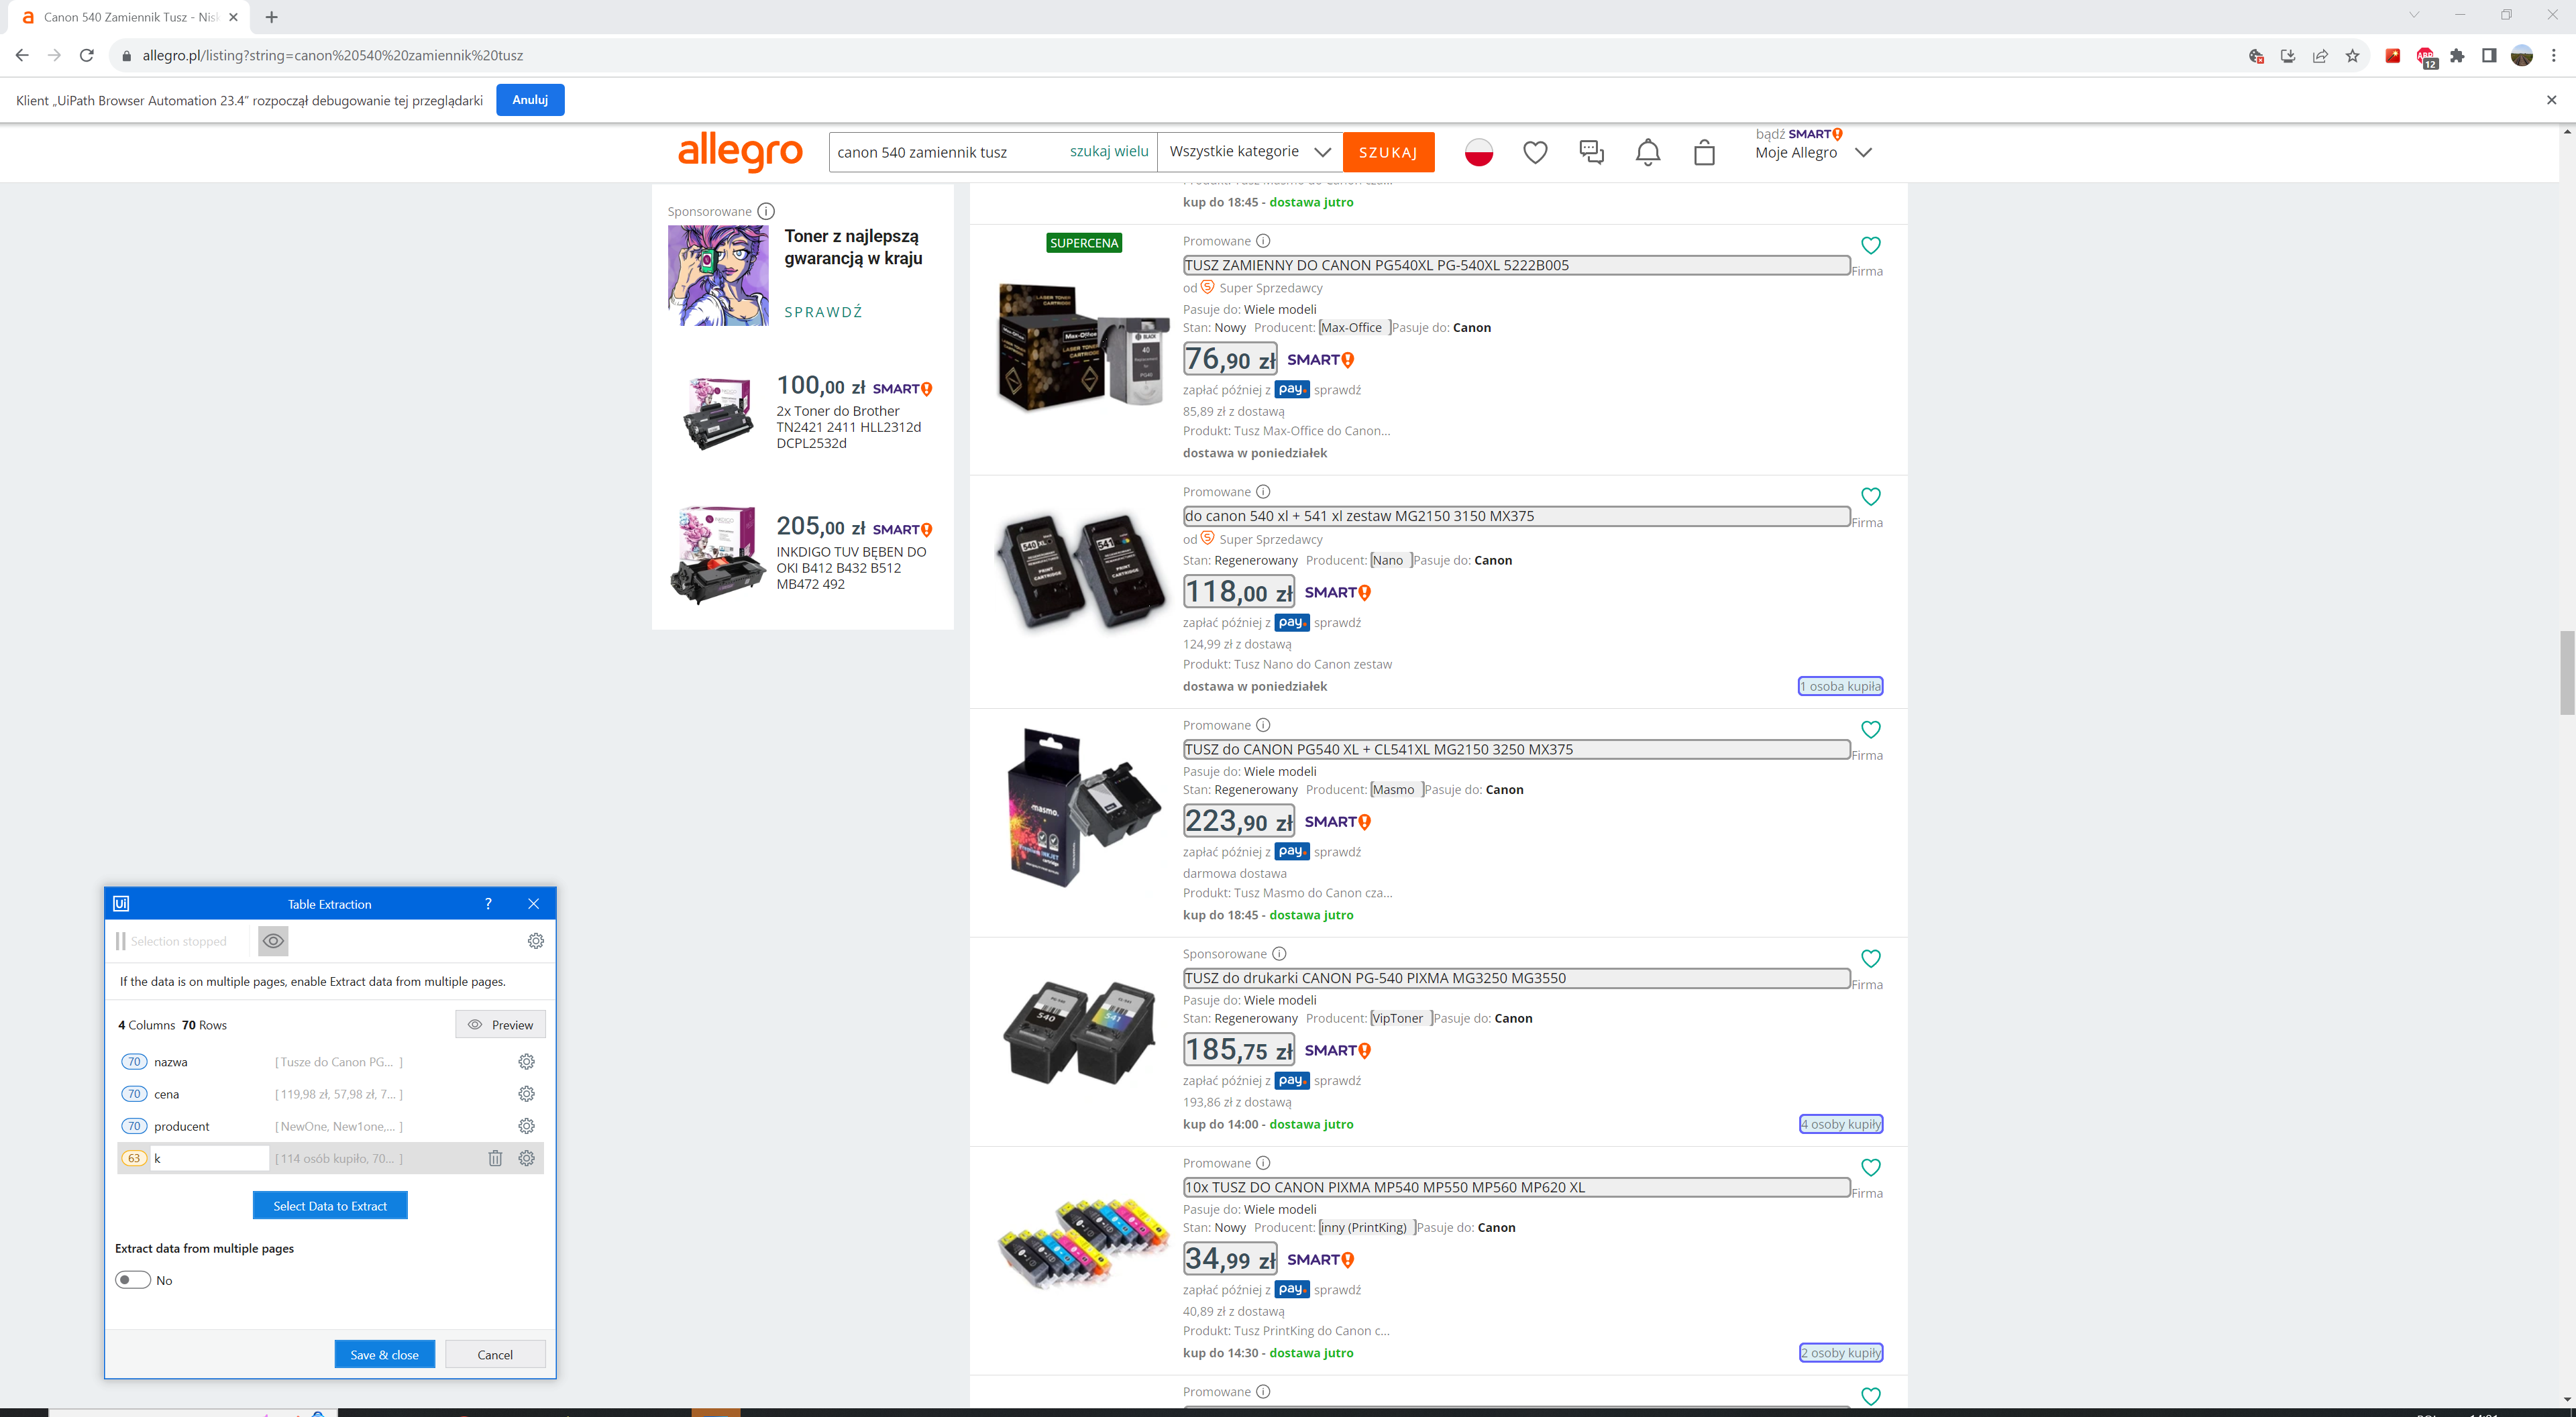 Canon 540 Zamiennik Tusz - Nisk
allegro.pl/listing?string=canon%20540%20zamiennik%20tusz
ABP
12
Klient „UiPath Browser Automation 23.4” rozpoczął debugowanie tej przeglądarki
Anuluj
allegro
canon 540 zamiennik tusz
szukaj wielu
Wszystkie kategorie
SZUKAJ
bądź SMART!
Moje Allegro
Sponsorowane
Toner z najlepszą
gwarancją w kraju
SPRAWDŹ
100,00 zł SMART!
2x Toner do Brother
TN2421 2411 HLL2312d
DCPL2532d
205,00 zł SMART!
INKDIGO TUV BĘBEN DO
OKI B412 B432 B512
MB472 492
Produkt: Tusz Masmo do Canon cza...
kup do 18:45 - dostawa jutro
SUPERCENA
Promowane
TUSZ ZAMIENNY DO CANON PG540XL PG-540XL 5222B005
Firma
od Super Sprzedawcy
Pasuje do: Wiele modeli
Stan: Nowy Producent: [Max-Office ]Pasuje do: Canon
76,90 zł SMART!
zapłać później z pay. sprawdź
85,89 zł z dostawą
Produkt: Tusz Max-Office do Canon...
dostawa w poniedziałek
Promowane
do canon 540 xl + 541 xl zestaw MG2150 3150 MX375
Firma
od Super Sprzedawcy
Stan: Regenerowany Producent: [Nano ]Pasuje do: Canon
118,00 zł SMART!
zapłać później z pay. sprawdź
124,99 zł z dostawą
Produkt: Tusz Nano do Canon zestaw
dostawa w poniedziałek
1 osoba kupiła
Promowane
TUSZ do CANON PG540 XL + CL541XL MG2150 3250 MX375
Firma
Pasuje do: Wiele modeli
Stan: Regenerowany Producent: [Masmo ]Pasuje do: Canon
223,90 zł SMART!
zapłać później z pay. sprawdź
darmowa dostawa
Produkt: Tusz Masmo do Canon cza...
kup do 18:45 - dostawa jutro
Sponsorowane
TUSZ do drukarki CANON PG-540 PIXMA MG3250 MG3550
Firma
Pasuje do: Wiele modeli
Stan: Regenerowany Producent: [VipToner ]Pasuje do: Canon
185,75 zł SMART!
zapłać później z pay. sprawdź
193,86 zł z dostawą
kup do 14:00 - dostawa jutro
4 osoby kupiły
Promowane
10x TUSZ DO CANON PIXMA MP540 MP550 MP560 MP620 XL
Firma
Pasuje do: Wiele modeli
Stan: Nowy Producent: [inny (PrintKing) ]Pasuje do: Canon
34,99 zł SMART!
zapłać później z pay. sprawdź
40,89 zł z dostawą
Produkt: Tusz PrintKing do Canon c...
kup do 14:30 - dostawa jutro
2 osoby kupiły
Promowane
Ui Table Extraction ?
Selection stopped
If the data is on multiple pages, enable Extract data from multiple pages.
4 Columns 70 Rows
Preview
70 nazwa [ Tusze do Canon PG... ]
70 cena [ 119,98 zł, 57,98 zł, 7... ]
70 producent [ NewOne, New1one,... ]
63 k [ 114 osób kupiło, 70... ]
Select Data to Extract
Extract data from multiple pages
No
Save & close
Cancel